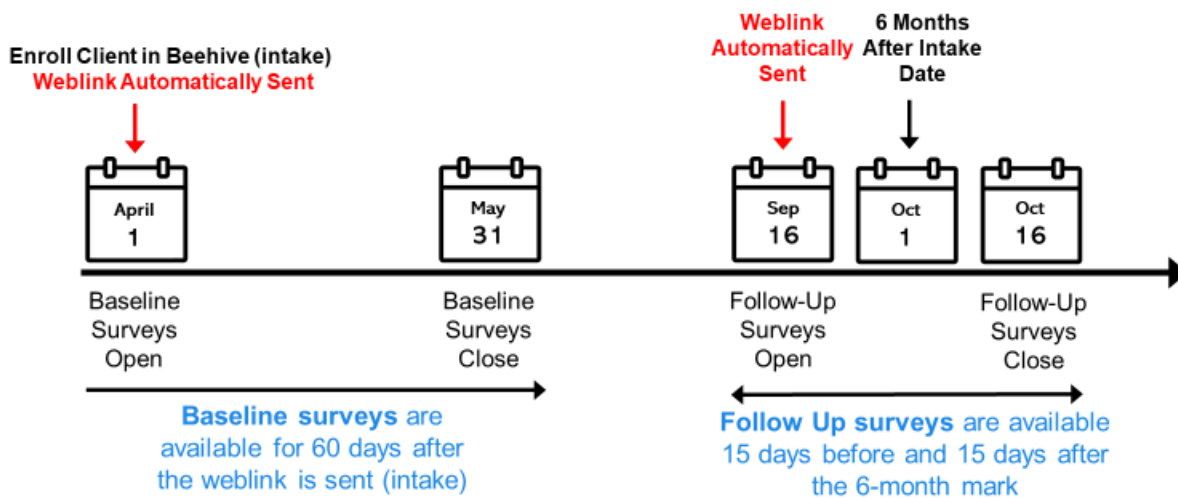 Enroll Client in Beehive (intake)
Weblink Automatically Sent
Weblink
Automatically
Sent
6 Months
After Intake
Date
April
1
May
31
Sep
16
Oct
1
Oct
16
Baseline
Surveys
Open
Baseline
Surveys
Close
Follow-Up
Surveys
Open
Follow-Up
Surveys
Close
Baseline surveys are
available for 60 days after
the weblink is sent (intake)
Follow Up surveys are available
15 days before and 15 days after
the 6-month mark